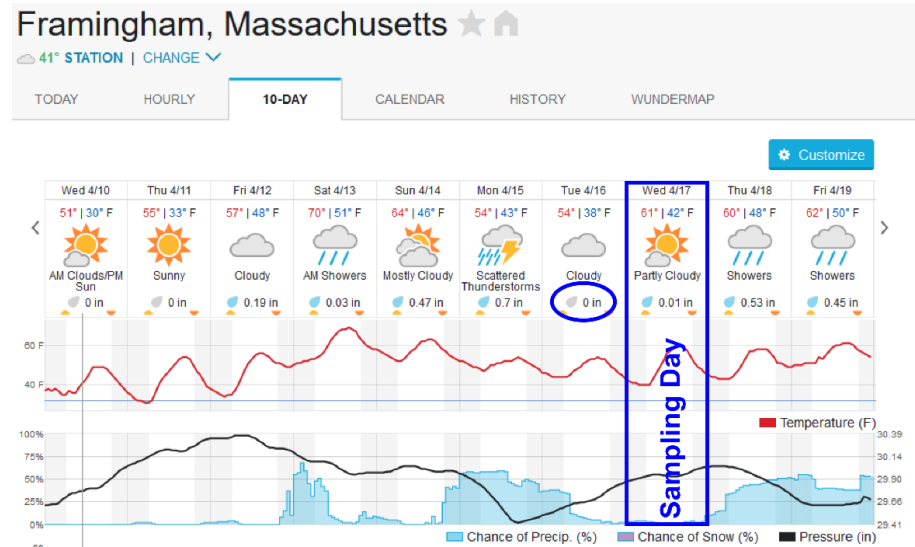 Framingham, Massachusetts
41° STATION | CHANGE
TODAY HOURLY 10-DAY CALENDAR HISTORY WUNDERMAP
Customize
Wed 4/10 Thu 4/11 Fri 4/12 Sat 4/13 Sun 4/14 Mon 4/15 Tue 4/16 Wed 4/17 Thu 4/18 Fri 4/19
51° | 30° F 55° | 33° F 57° | 48° F 70° | 51° F 64° | 46° F 54° | 43° F 54° | 38° F 61° | 42° F 60° | 48° F 62° | 50° F
AM Clouds/PM Sunny Cloudy AM Showers Mostly Cloudy Scattered Cloudy Partly Cloudy Showers Showers
Sun Thunderstorms
0 in 0 in 0.19 in 0.03 in 0.47 in 0.7 in 0 in 0.01 in 0.53 in 0.45 in
60 F
40 F
Sampling Day
Temperature (F)
100% 30.39
75% 30.14
50% 29.90
25% 29.66
0% 29.41
Chance of Precip. (%) Chance of Snow (%) Pressure (in)